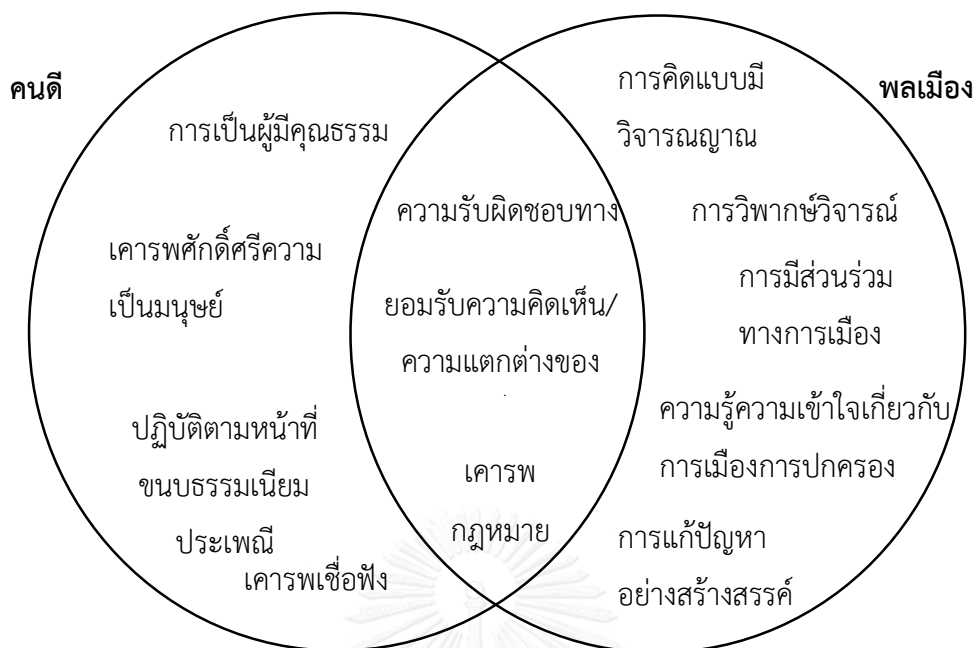 คนดี
การเป็นผู้มีคุณธรรม
เคารพศักดิ์ศรีความ
เป็นมนุษย์
ปฏิบัติตามหน้าที่
ขนบธรรมเนียม
ประเพณี
เคารพเชื่อฟัง
ความรับผิดชอบทาง
ยอมรับความคิดเห็น/
ความแตกต่างของ
เคารพ
กฎหมาย
พลเมือง
การคิดแบบมี
วิจารณญาณ
การวิพากษ์วิจารณ์
การมีส่วนร่วม
ทางการเมือง
ความรู้ความเข้าใจเกี่ยวกับ
การเมืองการปกครอง
การแก้ปัญหา
อย่างสร้างสรรค์